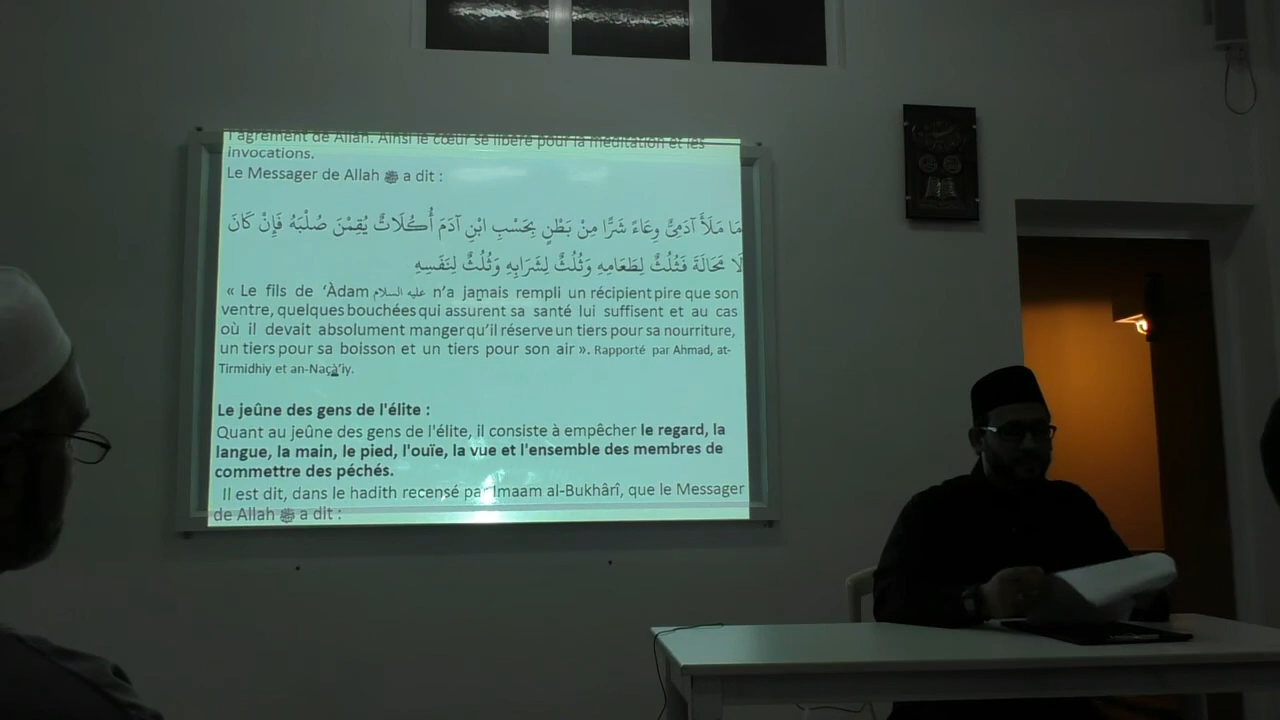 l'agrément de Allah. Ainsi le cœur se libère pour la méditation et les
invocations.
Le Messager de Allah ﷺ a dit :
مَا مَلَأَ آدَمِيٌّ وِعَاءً شَرًّا مِنْ بَطْنٍ بِحَسْبِ ابْنِ آدَمَ أُكُلَاتٌ يُقِمْنَ صُلْبَهُ فَإِنْ كَانَ
لَا مَحَالَةَ فَثُلُثٌ لِطَعَامِهِ وَثُلُثٌ لِشَرَابِهِ وَثُلُثٌ لِنَفَسِهِ
« Le fils de ‘Àdam عليه السلام n’a jamais rempli un récipient pire que son
ventre, quelques bouchées qui assurent sa santé lui suffisent et au cas
où il devait absolument manger qu’il réserve un tiers pour sa nourriture,
un tiers pour sa boisson et un tiers pour son air ». Rapporté par Ahmad, at-
Tirmidhiy et an-Naçà’iy.
Le jeûne des gens de l'élite :
Quant au jeûne des gens de l'élite, il consiste à empêcher le regard, la
langue, la main, le pied, l'ouïe, la vue et l'ensemble des membres de
commettre des péchés.
Il est dit, dans le hadith recensé par Imaam al-Bukhârî, que le Messager
de Allah ﷺ a dit :